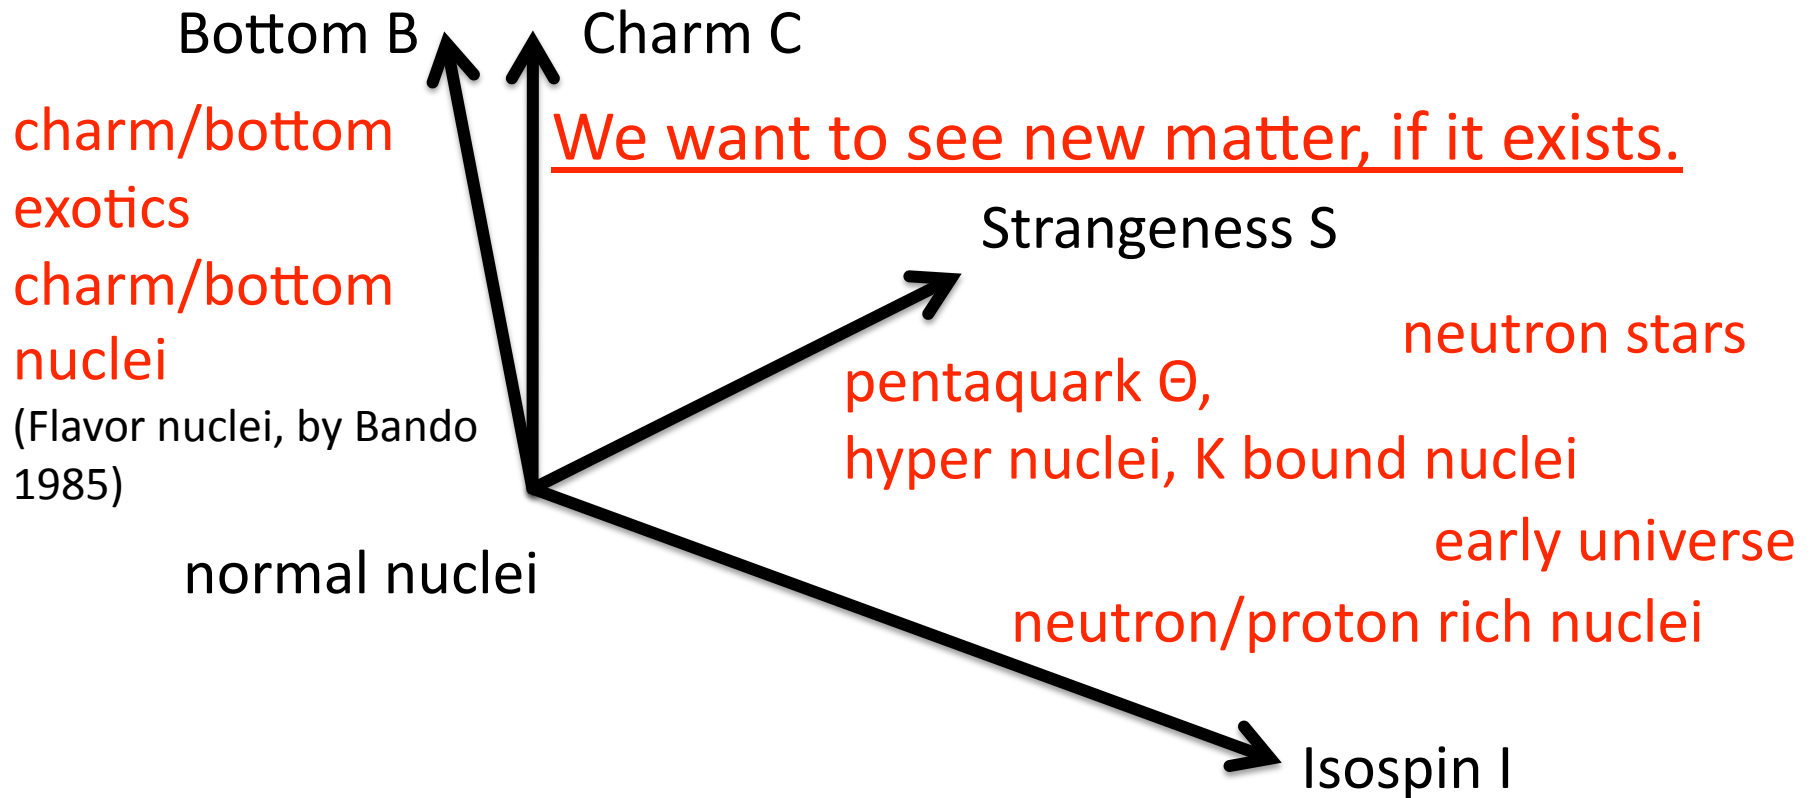 Bottom B
Charm C
charm/bottom
exotics
charm/bottom
nuclei
(Flavor nuclei, by Bando
1985)
We want to see new matter, if it exists.
Strangeness S
neutron stars
pentaquark Θ,
hyper nuclei, K bound nuclei
early universe
normal nuclei
neutron/proton rich nuclei
Isospin I